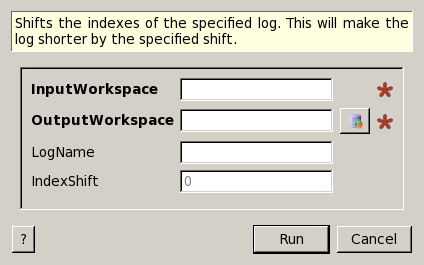 Shifts the indexes of the specified log. This will make the
log shorter by the specified shift.
InputWorkspace
OutputWorkspace
LogName
IndexShift 0
? Run Cancel